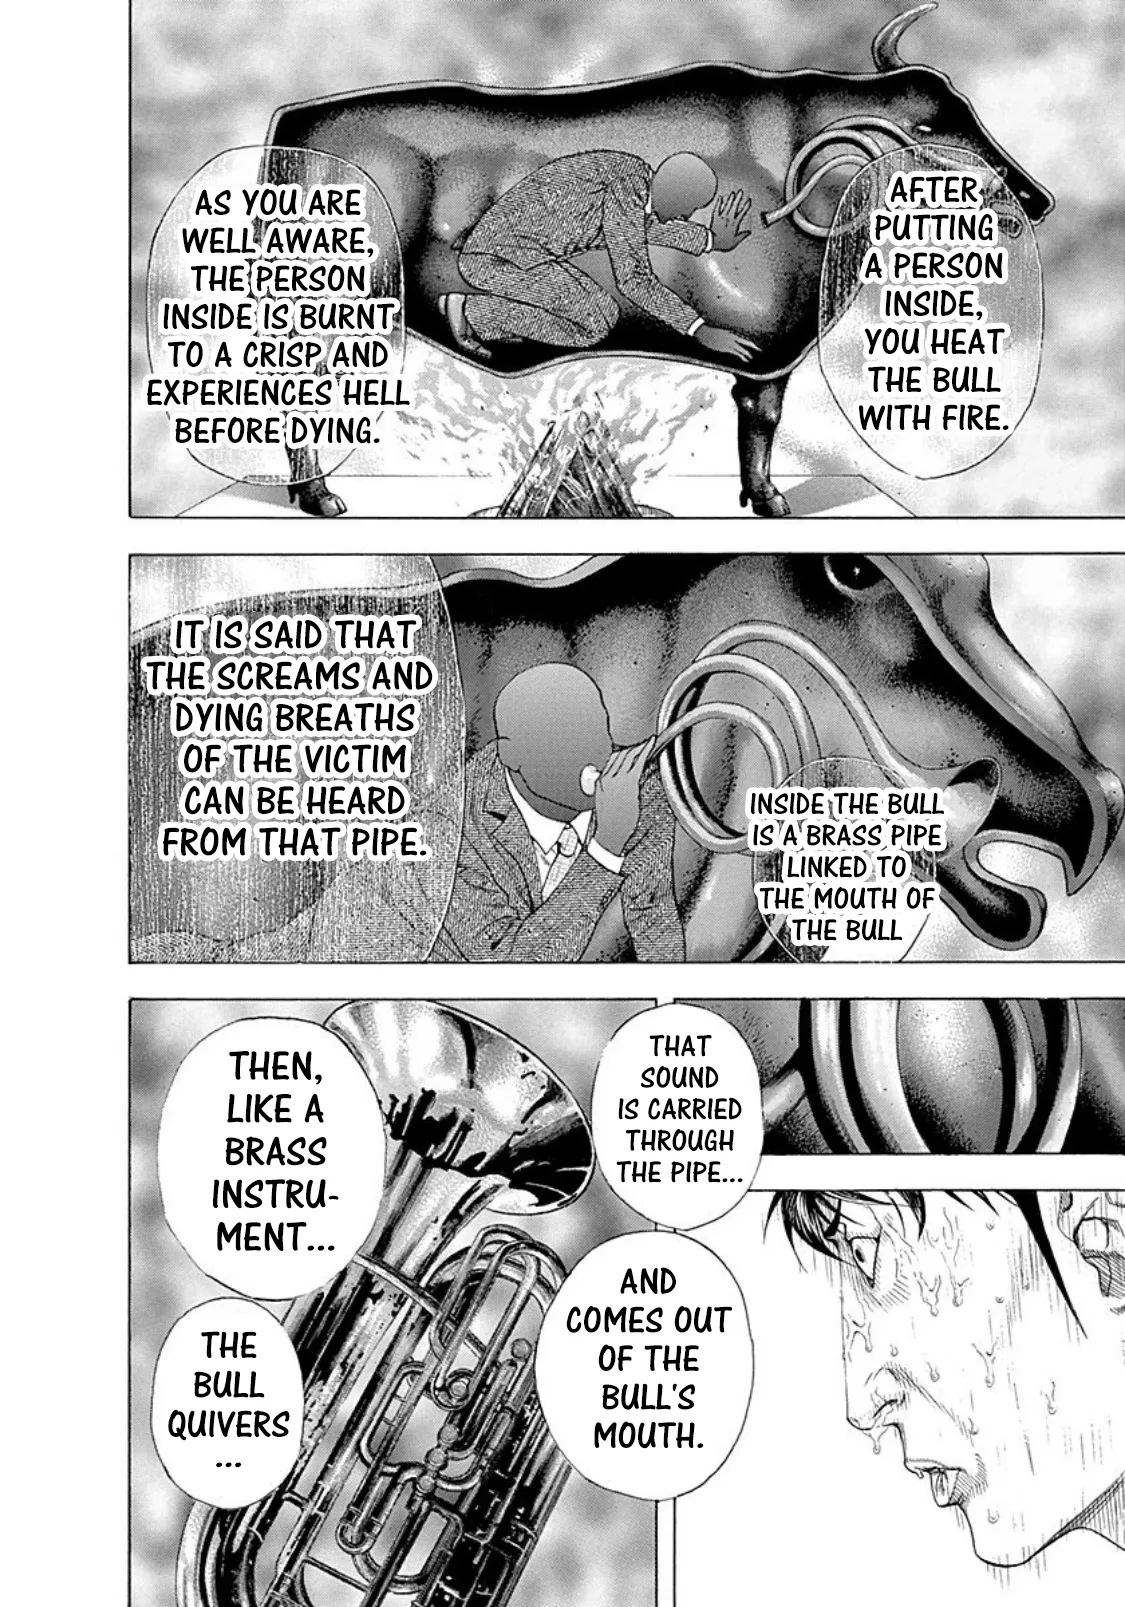 AFTER
PUTTING
A PERSON
INSIDE,
YOU HEAT
THE BULL
WITH FIRE.
AS YOU ARE
WELL AWARE,
THE PERSON
INSIDE IS BURNT
TO A CRISP AND
EXPERIENCES HELL
BEFORE DYING.
INSIDE THE BULL
IS A BRASS PIPE
LINKED TO
THE MOUTH OF
THE BULL
IT IS SAID THAT
THE SCREAMS AND
DYING BREATHS
OF THE VICTIM
CAN BE HEARD
FROM THAT PIPE.
THAT
SOUND
IS CARRIED
THROUGH
THE PIPE...
AND
COMES OUT
OF THE
BULL'S
MOUTH.
THEN,
LIKE A
BRASS
INSTRU-
MENT...
THE
BULL
QUIVERS
...